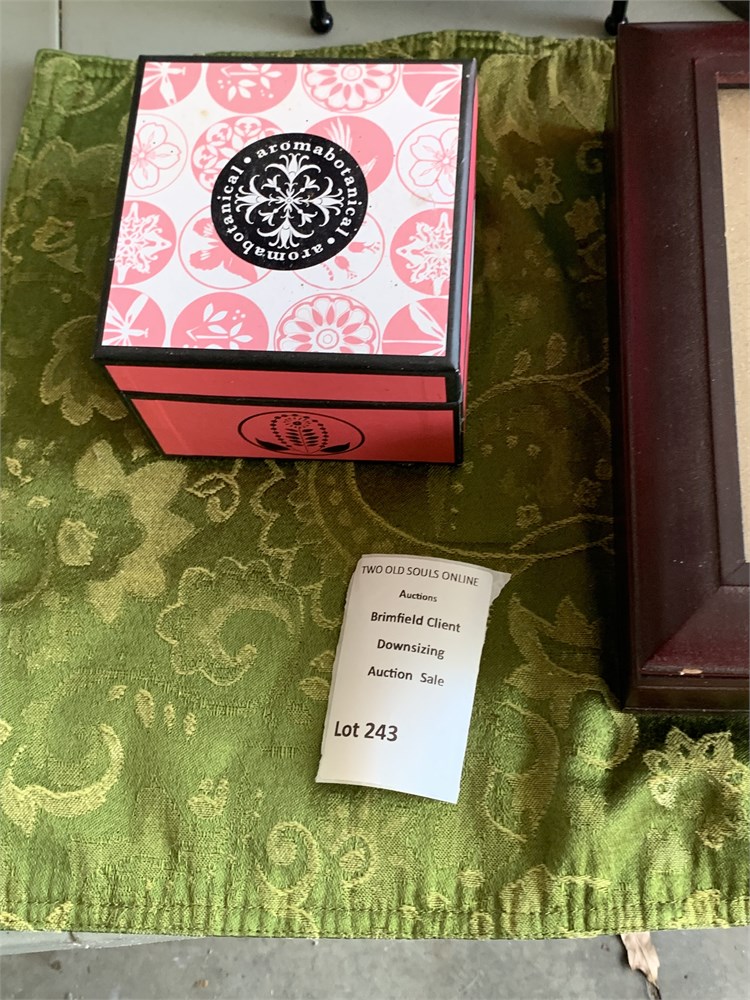 aromabotanical • aromabotanical •
TWO OLD SOULS ONLINE
Auctions
Brimfield Client
Downsizing
Auction Sale
Lot 243